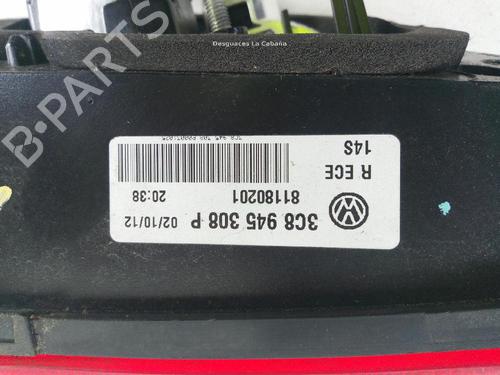 Desguaces La Cabaña
3C8 945 308 P 02/10/12
81180201 20:38
R ECE
14S
B-PARTS